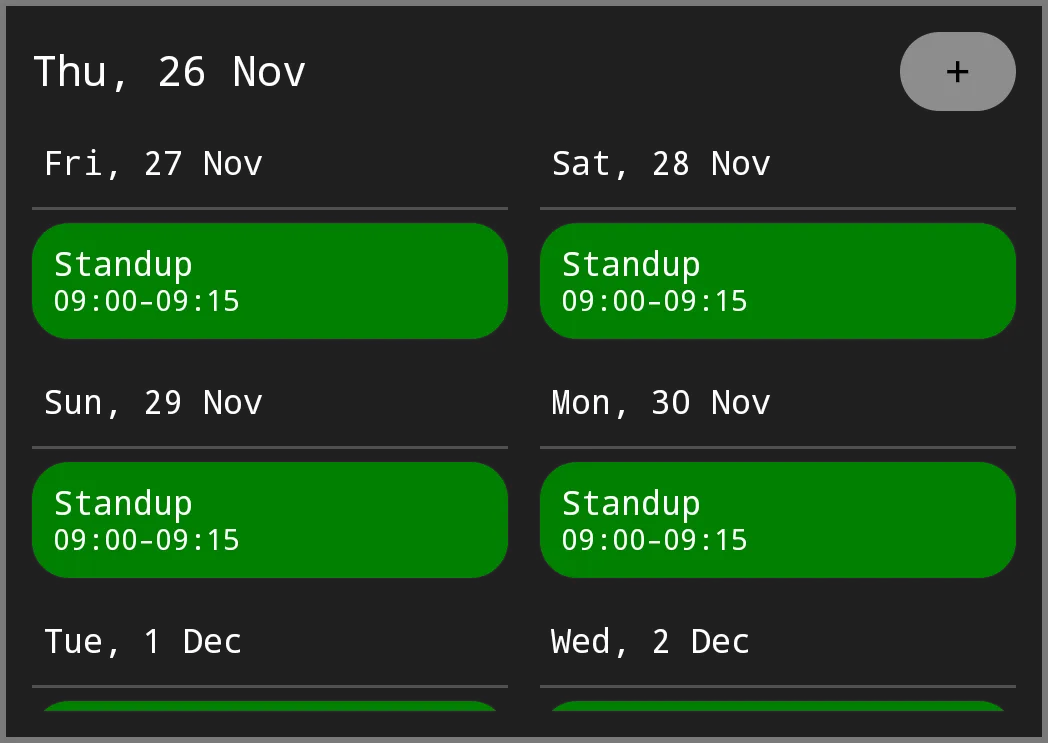 Thu, 26 Nov
+
Fri, 27 Nov
Sat, 28 Nov
Standup
09:00–09:15
Standup
09:00–09:15
Sun, 29 Nov
Mon, 30 Nov
Standup
09:00–09:15
Standup
09:00–09:15
Tue, 1 Dec
Wed, 2 Dec